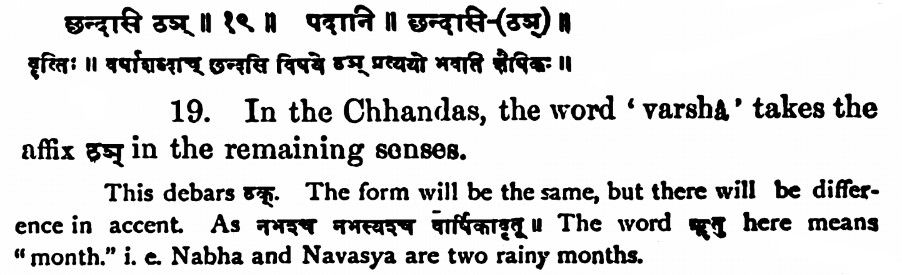 छन्दासि ठञ् ॥ १९ ॥ पदानि ॥ छन्दासि-(ठञ्) ॥
वृत्तिः ॥ वर्षाशब्दाच् छन्दसि विषये ठञ् प्रत्ययो भवति शैषिकः ॥
19. In the Chhandas, the word ‘varshâ’ takes the
affix ठञ् in the remaining senses.
This debars ठक्. The form will be the same, but there will be differ-
ence in accent. As नभश्च नभस्यश्च वार्षिकावृतू ॥ The word ऋतु here means
“month.” i. e. Nabha and Navasya are two rainy months.